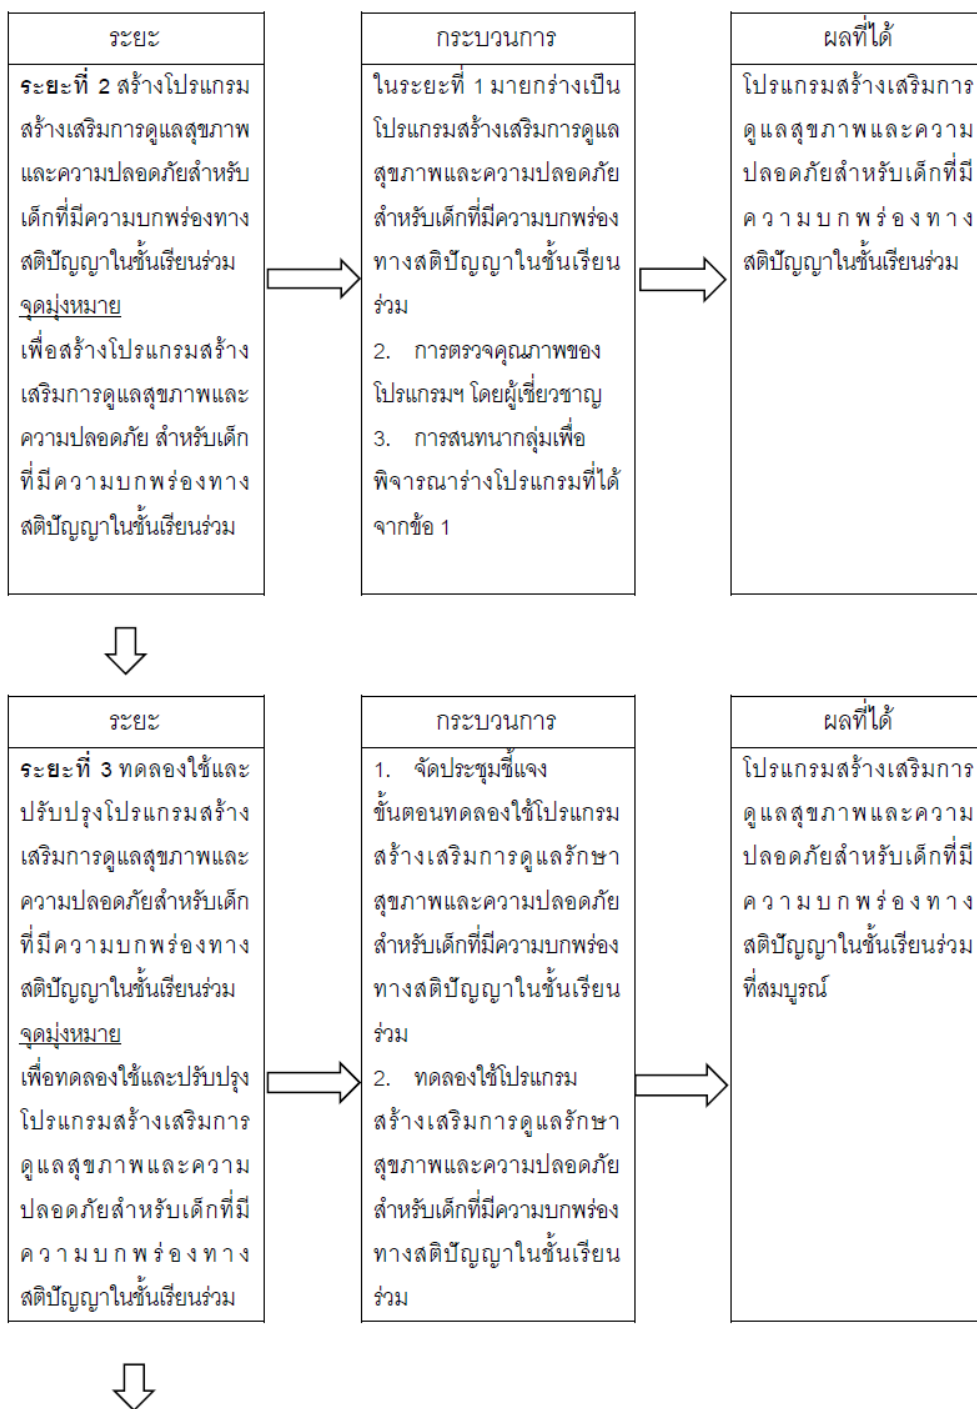 ระยะ
ระยะที่ 2 สร้างโปรแกรม
สร้างเสริมการดูแลสุขภาพ
และความปลอดภัยสำหรับ
เด็กที่มีความบกพร่องทาง
สติปัญญาในชั้นเรียนร่วม
จุดมุ่งหมาย
เพื่อสร้างโปรแกรมสร้าง
เสริมการดูแลสุขภาพและ
ความปลอดภัย สำหรับเด็ก
ที่มีความบกพร่องทาง
สติปัญญาในชั้นเรียนร่วม
กระบวนการ
ในระยะที่ 1 มายกร่างเป็น
โปรแกรมสร้างเสริมการดูแล
สุขภาพและความปลอดภัย
สำหรับเด็กที่มีความบกพร่อง
ทางสติปัญญาในชั้นเรียน
ร่วม
2. การตรวจคุณภาพของ
โปรแกรมฯ โดยผู้เชี่ยวชาญ
3. การสนทนากลุ่มเพื่อ
พิจารณาร่างโปรแกรมที่ได้
จากข้อ 1
ผลที่ได้
โปรแกรมสร้างเสริมการ
ดูแลสุขภาพและความ
ปลอดภัยสำหรับเด็กที่มี
ความบกพร่องทาง
สติปัญญาในชั้นเรียนร่วม
ระยะ
ระยะที่ 3 ทดลองใช้และ
ปรับปรุงโปรแกรมสร้าง
เสริมการดูแลสุขภาพและ
ความปลอดภัยสำหรับเด็ก
ที่มีความบกพร่องทาง
สติปัญญาในชั้นเรียนร่วม
จุดมุ่งหมาย
เพื่อทดลองใช้และปรับปรุง
โปรแกรมสร้างเสริมการ
ดูแลสุขภาพและความ
ปลอดภัยสำหรับเด็กที่มี
ความบกพร่องทาง
สติปัญญาในชั้นเรียนร่วม
กระบวนการ
1. จัดประชุมชี้แจง
ขั้นตอนทดลองใช้โปรแกรม
สร้างเสริมการดูแลรักษา
สุขภาพและความปลอดภัย
สำหรับเด็กที่มีความบกพร่อง
ทางสติปัญญาในชั้นเรียน
ร่วม
2. ทดลองใช้โปรแกรม
สร้างเสริมการดูแลรักษา
สุขภาพและความปลอดภัย
สำหรับเด็กที่มีความบกพร่อง
ทางสติปัญญาในชั้นเรียน
ร่วม
ผลที่ได้
โปรแกรมสร้างเสริมการ
ดูแลสุขภาพและความ
ปลอดภัยสำหรับเด็กที่มี
ความบกพร่องทาง
สติปัญญาในชั้นเรียนร่วม
ที่สมบูรณ์